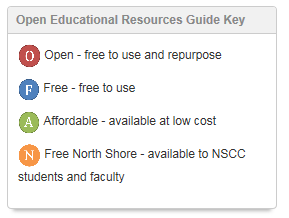 Open Educational Resources Guide Key
O Open - free to use and repurpose
F Free - free to use
A Affordable - available at low cost
N Free North Shore - available to NSCC
students and faculty